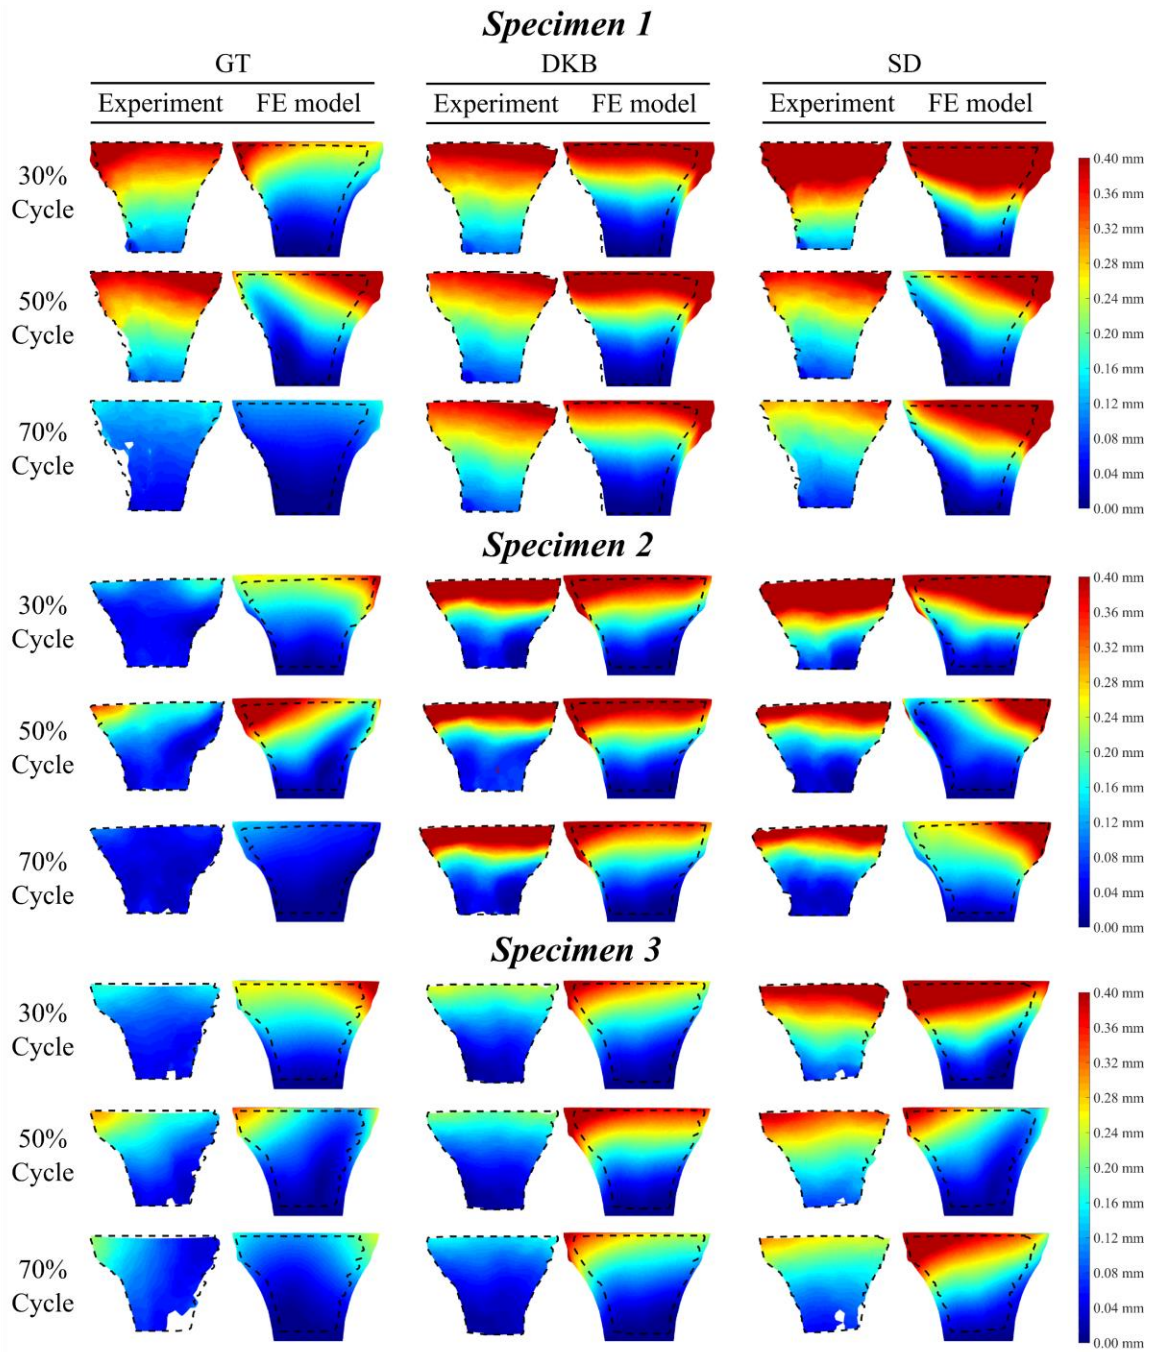 Specimen 1
GT DKB SD
Experiment FE model Experiment FE model Experiment FE model
30%
Cycle
50%
Cycle
70%
Cycle
0.40 mm
0.36 mm
0.32 mm
0.28 mm
0.24 mm
0.20 mm
0.16 mm
0.12 mm
0.08 mm
0.04 mm
0.00 mm
Specimen 2
30%
Cycle
50%
Cycle
70%
Cycle
0.40 mm
0.36 mm
0.32 mm
0.28 mm
0.24 mm
0.20 mm
0.16 mm
0.12 mm
0.08 mm
0.04 mm
0.00 mm
Specimen 3
30%
Cycle
50%
Cycle
70%
Cycle
0.40 mm
0.36 mm
0.32 mm
0.28 mm
0.24 mm
0.20 mm
0.16 mm
0.12 mm
0.08 mm
0.04 mm
0.00 mm